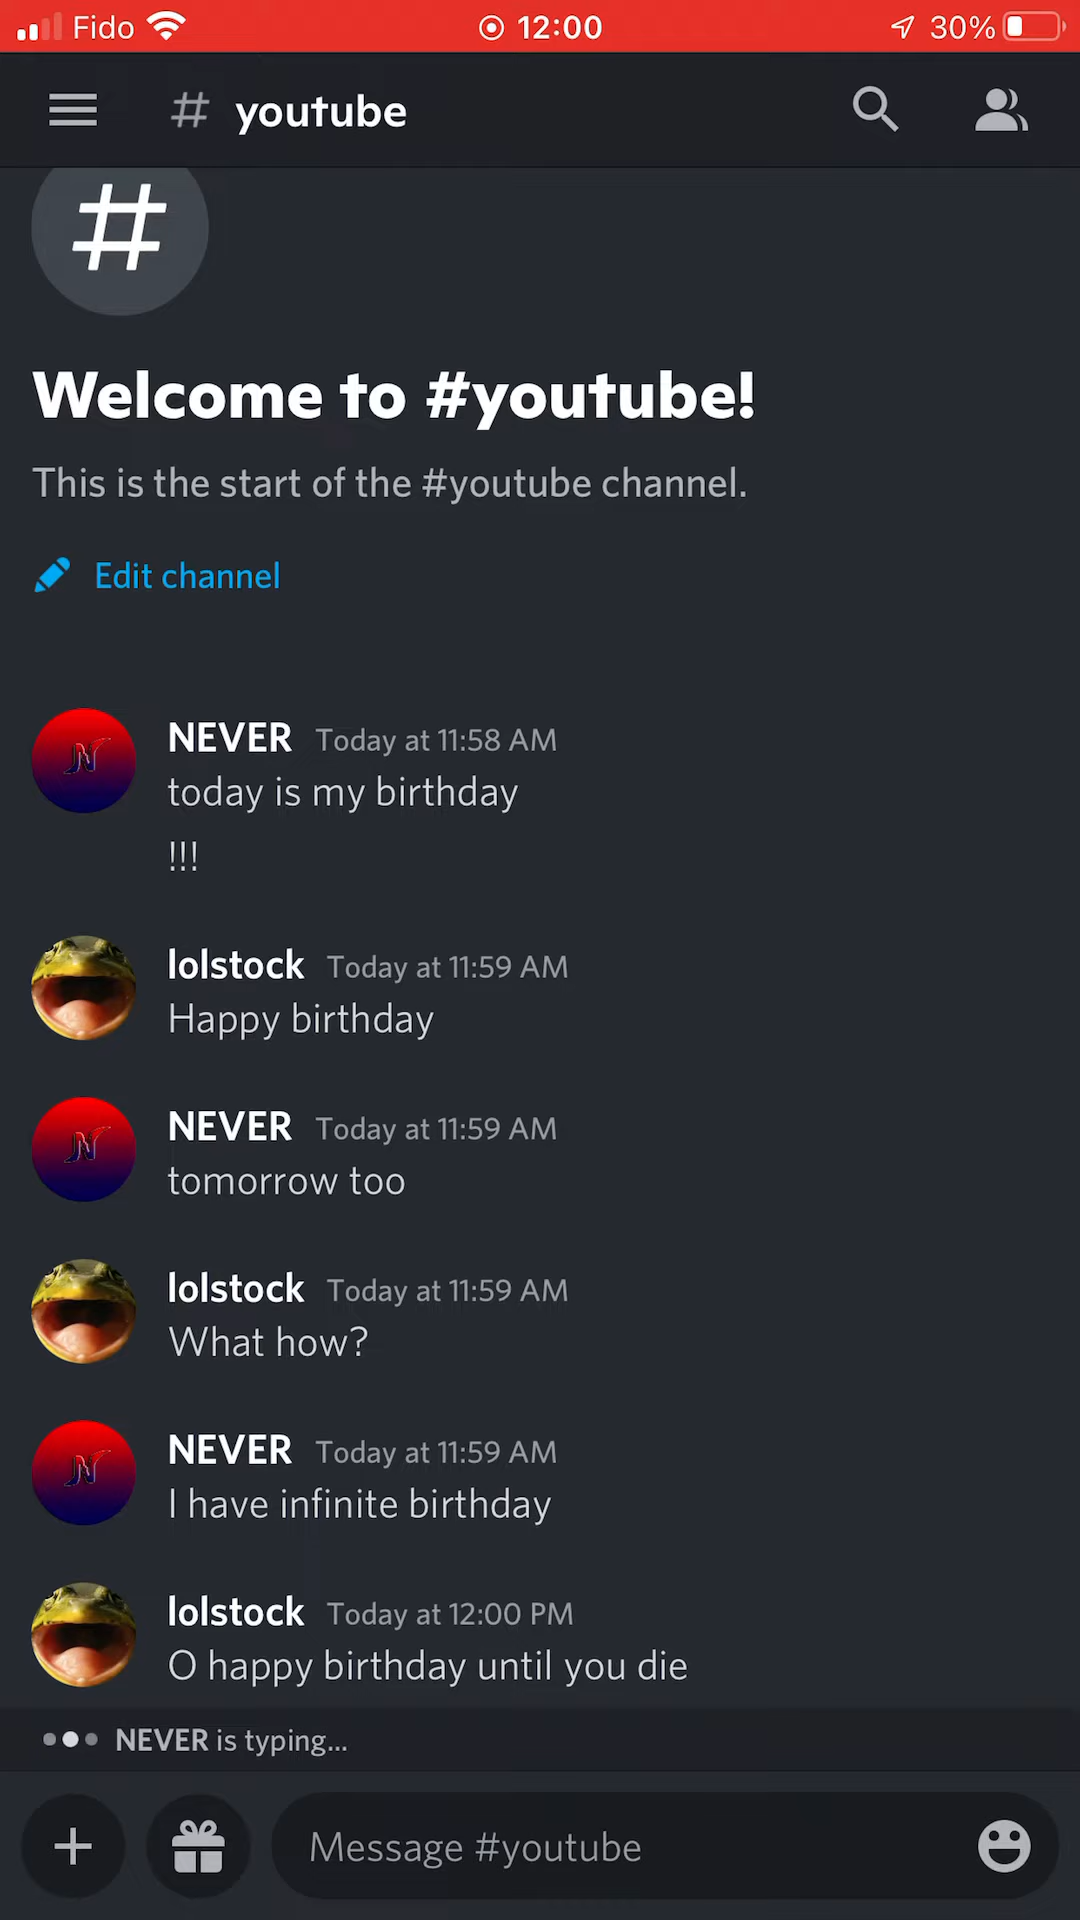 Fido 12:00 30%
# youtube
#
Welcome to #youtube!
This is the start of the #youtube channel.
Edit channel
NEVER Today at 11:58 AM
today is my birthday
!!!
lolstock Today at 11:59 AM
Happy birthday
NEVER Today at 11:59 AM
tomorrow too
lolstock Today at 11:59 AM
What how?
NEVER Today at 11:59 AM
I have infinite birthday
lolstock Today at 12:00 PM
O happy birthday until you die
NEVER is typing...
Message #youtube